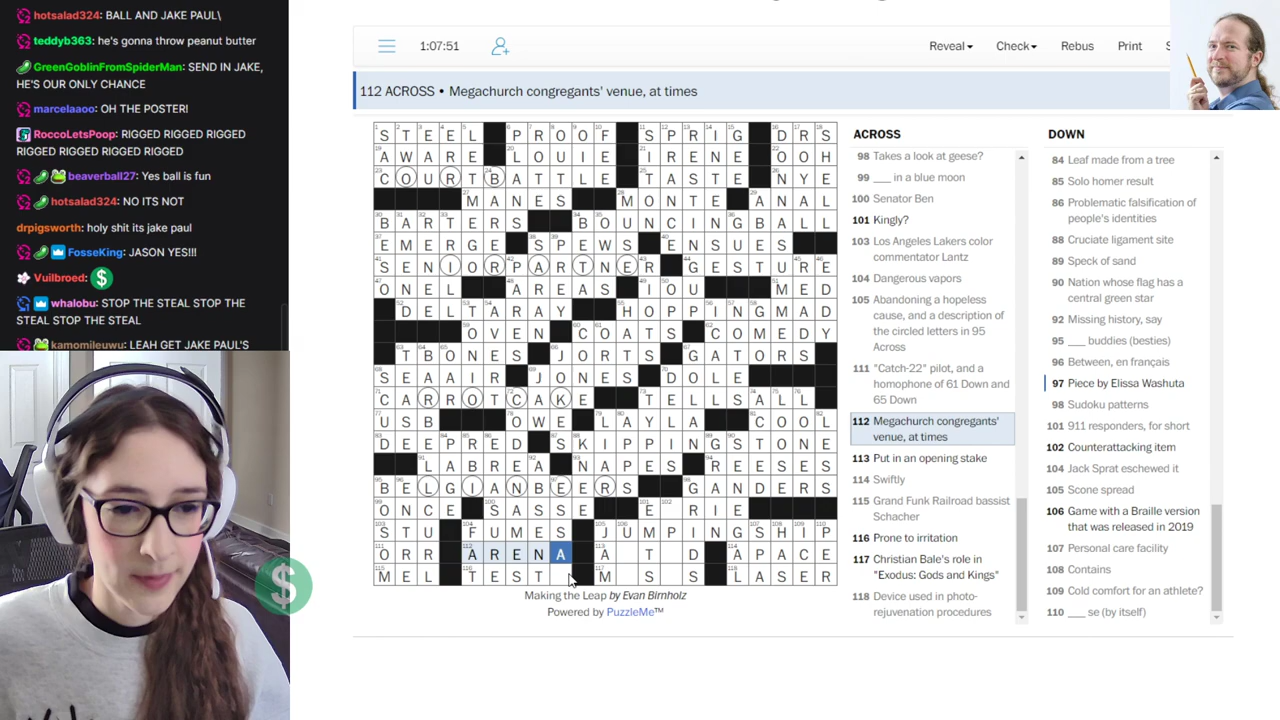 hotsalad324: BALL AND JAKE PAUL\
teddyb363: he's gonna throw peanut butter
GreenGoblinFromSpiderMan: SEND IN JAKE,
HE'S OUR ONLY CHANCE
marcelaaoo: OH THE POSTER!
RoccoLetsPoop: RIGGED RIGGED RIGGED
RIGGED RIGGED RIGGED RIGGED
beaverball27: Yes ball is fun
hotsalad324: NO ITS NOT
drpigsworth: holy shit its jake paul
FosseKing: JASON YES!!!
Vuilbroed:
whalobu: STOP THE STEAL STOP THE
STEAL STOP THE STEAL
kamomileuwu: LEAH GET JAKE PAUL'S
1:07:51
Reveal Check Rebus Print S
112 ACROSS • Megachurch congregants' venue, at times
S T E E L P R O O F S P R I G D R S
A W A R E L O U I E I R E N E O O H
C O U R T B A T T L E T A S T E N Y E
M A N E S M O N T E A N A L
B A R T E R S B O U N C I N G B A L L
E M E R G E S P E W S E N S U E S
S E N I O R P A R T N E R G E S T U R E
O N E L A R E A S I O U M E D
D E L T A R A Y H O P P I N G M A D
O V E N C O A T S C O M E D Y
T B O N E S J O R T S G A T O R S
S E A A I R J O N E S D O L E
C A R R O T C A K E T E L L S A L L
U S B O W E L A Y L A C O O L
D E E P R E D S K I P P I N G S T O N E
L A B R E A N A P E S R E E S E S
B E L G I A N B E E R S G A N D E R S
O N C E S A S S E E R I E
S T U F U M E S J U M P I N G S H I P
O R R A R E N A A T D A P A C E
M E L T E S T M S S L A S E R
Making the Leap by Evan Birnholz
Powered by PuzzleMe™
ACROSS
98 Takes a look at geese?
99 ___ in a blue moon
100 Senator Ben
101 Kingly?
103 Los Angeles Lakers color
commentator Lantz
104 Dangerous vapors
105 Abandoning a hopeless
cause, and a description of
the circled letters in 95
Across
111 "Catch-22" pilot, and a
homophone of 61 Down and
65 Down
112 Megachurch congregants'
venue, at times
113 Put in an opening stake
114 Swiftly
115 Grand Funk Railroad bassist
Schacher
116 Prone to irritation
117 Christian Bale's role in
"Exodus: Gods and Kings"
118 Device used in photo-
rejuvenation procedures
DOWN
84 Leaf made from a tree
85 Solo homer result
86 Problematic falsification of
people's identities
88 Cruciate ligament site
89 Speck of sand
90 Nation whose flag has a
central green star
92 Missing history, say
95 ___ buddies (besties)
96 Between, en français
97 Piece by Elissa Washuta
98 Sudoku patterns
101 911 responders, for short
102 Counterattacking item
104 Jack Sprat eschewed it
105 Scone spread
106 Game with a Braille version
that was released in 2019
107 Personal care facility
108 Contains
109 Cold comfort for an athlete?
110 ___ se (by itself)